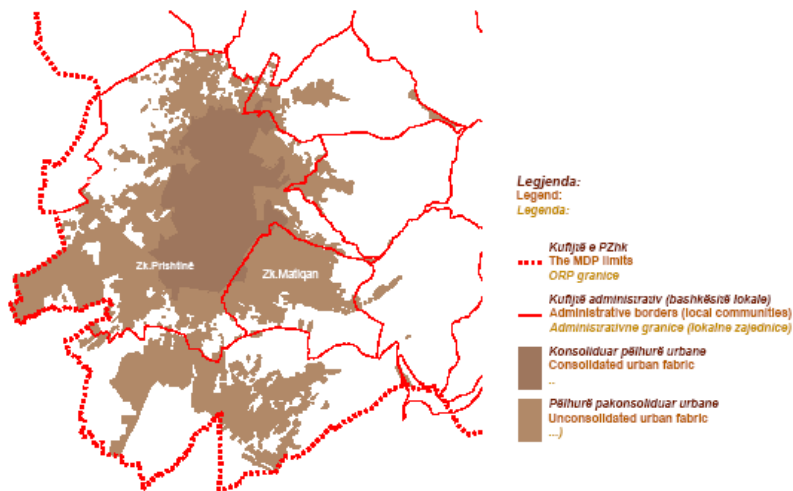 Zk.Prishtinë
Zk.Matiqan
Legjenda:
Legend:
Legenda:
Kufijtë e PZhk
The MDP limits
ORP granice
Kufijtë administrativ (bashkësitë lokale)
Administrative borders (local communities)
Administrativne granice (lokalne zajednice)
Konsoliduar pëlhurë urbane
Consolidated urban fabric
..
Pëlhurë pakonsoliduar urbane
Unconsolidated urban fabric
...)